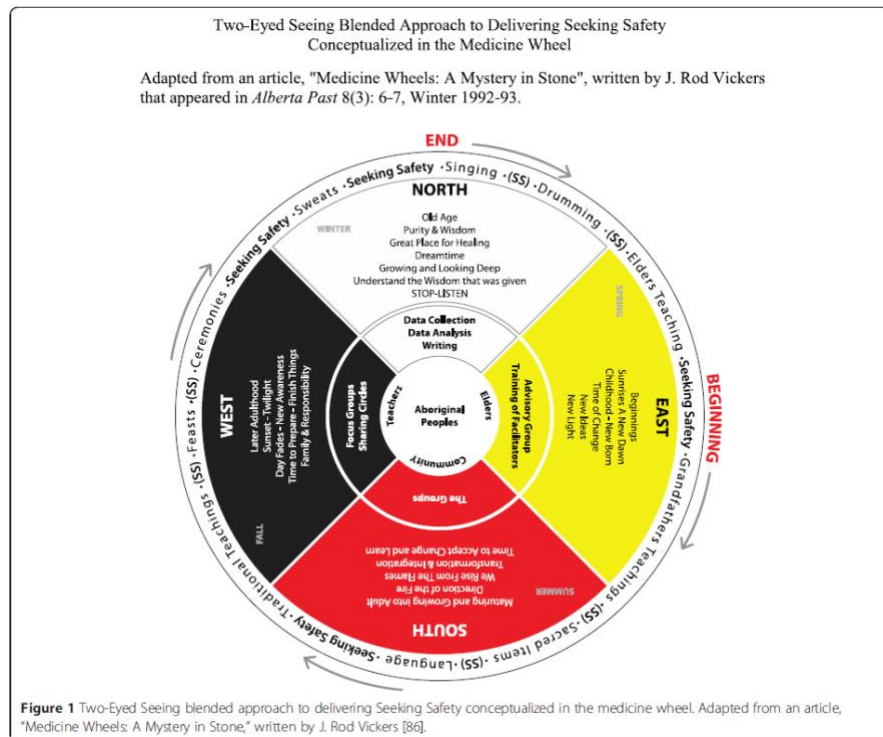 Two-Eyed Seeing Blended Approach to Delivering Seeking Safety
Conceptualized in the Medicine Wheel
Adapted from an article, "Medicine Wheels: A Mystery in Stone", written by J. Rod Vickers
that appeared in Alberta Past 8(3): 6-7, Winter 1992-93.
END
·Singing ·(SS)· Drumming ·(SS)· Elders Teaching ·Seeking Safety· Grandfathers Teachings ·(SS)· Sacred Items ·(SS)· Language ·Seeking Safety· Traditional Teachings ·(SS)· Feasts ·(SS)· Ceremonies ·Seeking Safety· Sweats ·Seeking Safety
NORTH
WINTER
Old Age
Purity & Wisdom
Great Place for Healing
Dreamtime
Growing and Looking Deep
Understand the Wisdom that was given
STOP-LISTEN
Data Collection
Data Analysis
Writing
BEGINNING
EAST
SPRING
Beginnings
Sunrises A New Dawn
Childhood - New Born
Time of Change
New Ideas
New Light
Advisory Group
Training of Facilitators
SOUTH
SUMMER
Maturing and Growing into Adult
Direction of the Fire
We Rise From The Flames
Transformation & Integration
Time to Accept Change and Learn
The Groups
WEST
FALL
Later Adulthood
Sunset - Twilight
Day Fades - New Awareness
Time to Prepare - Finish Things
Family & Responsibility
Focus Groups
Sharing Circles
Teachers
Elders
Community
Aboriginal
Peoples
Figure 1 Two-Eyed Seeing blended approach to delivering Seeking Safety conceptualized in the medicine wheel. Adapted from an article,
"Medicine Wheels: A Mystery in Stone," written by J. Rod Vickers [86].